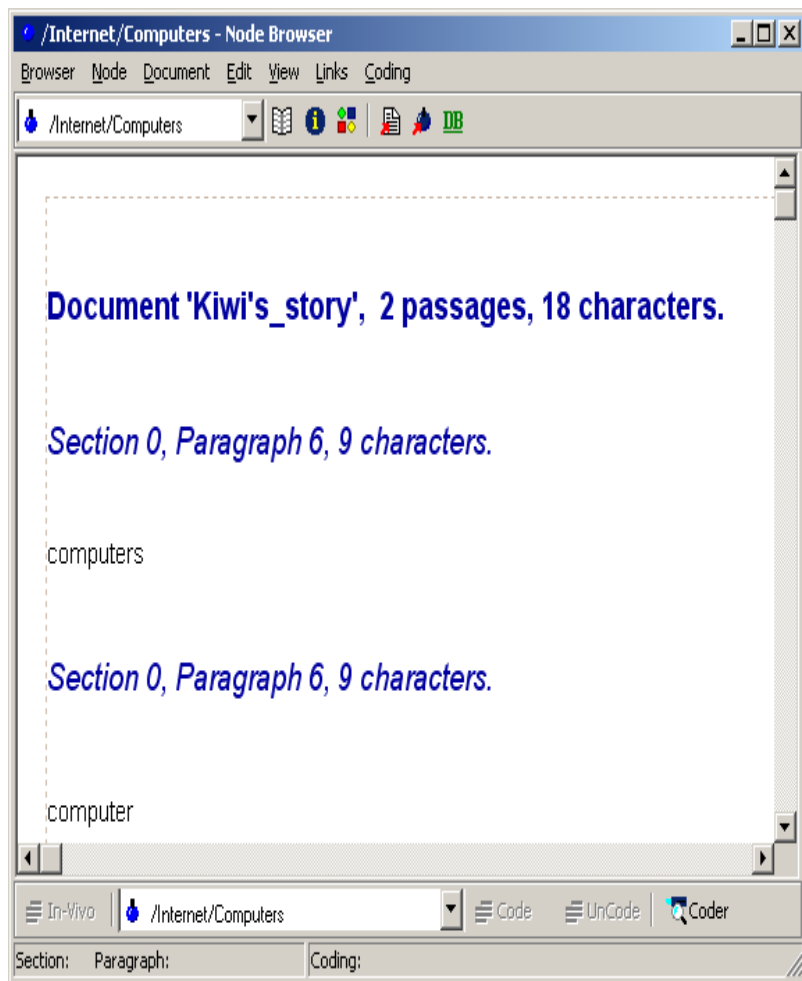 /Internet/Computers - Node Browser
Browser Node Document Edit View Links Coding
/Internet/Computers DB
Document 'Kiwi's_story', 2 passages, 18 characters.
Section 0, Paragraph 6, 9 characters.
computers
Section 0, Paragraph 6, 9 characters.
computer
In-Vivo /Internet/Computers Code UnCode Coder
Section: Paragraph: Coding: